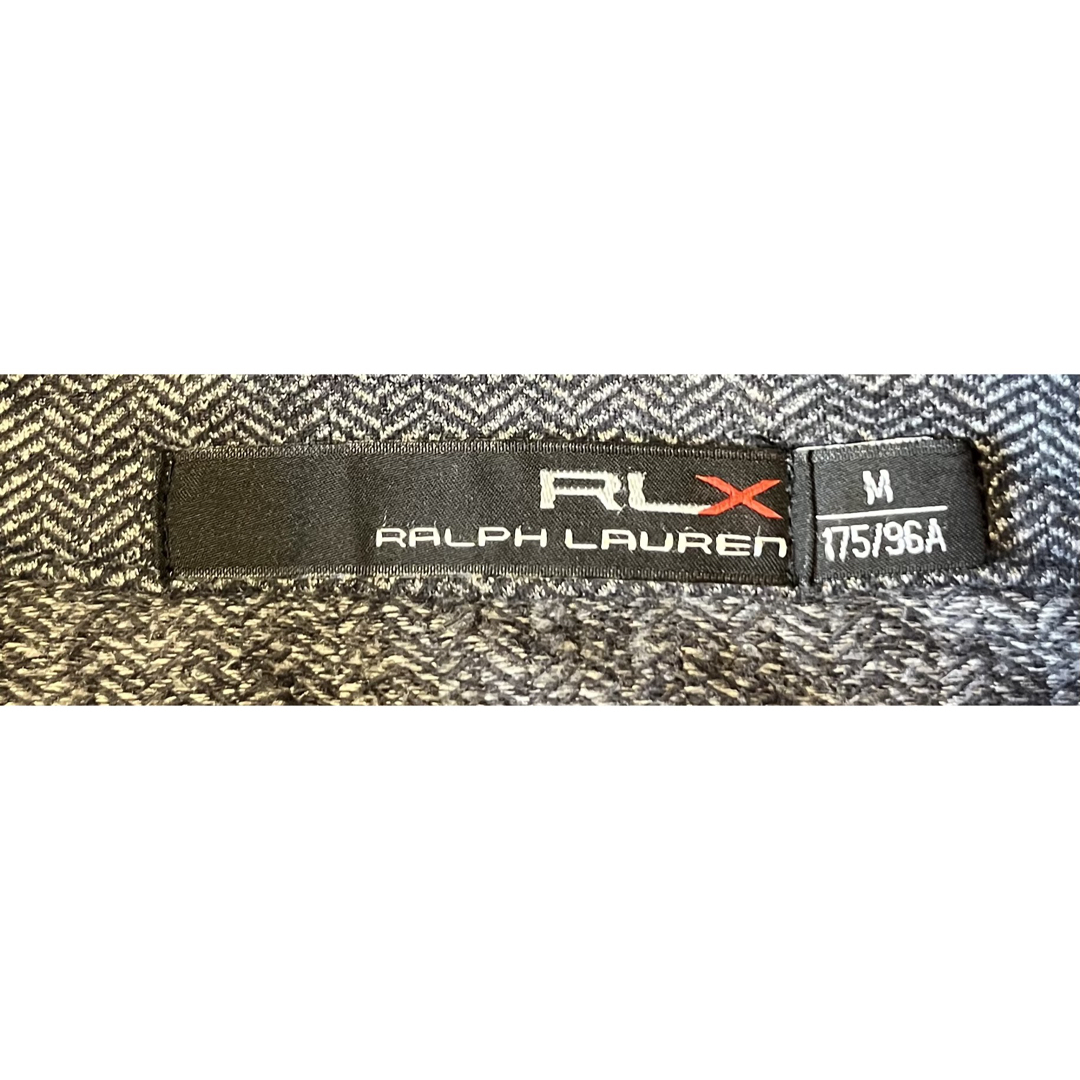 RLX
RALPH LAUREN
M
175/96A